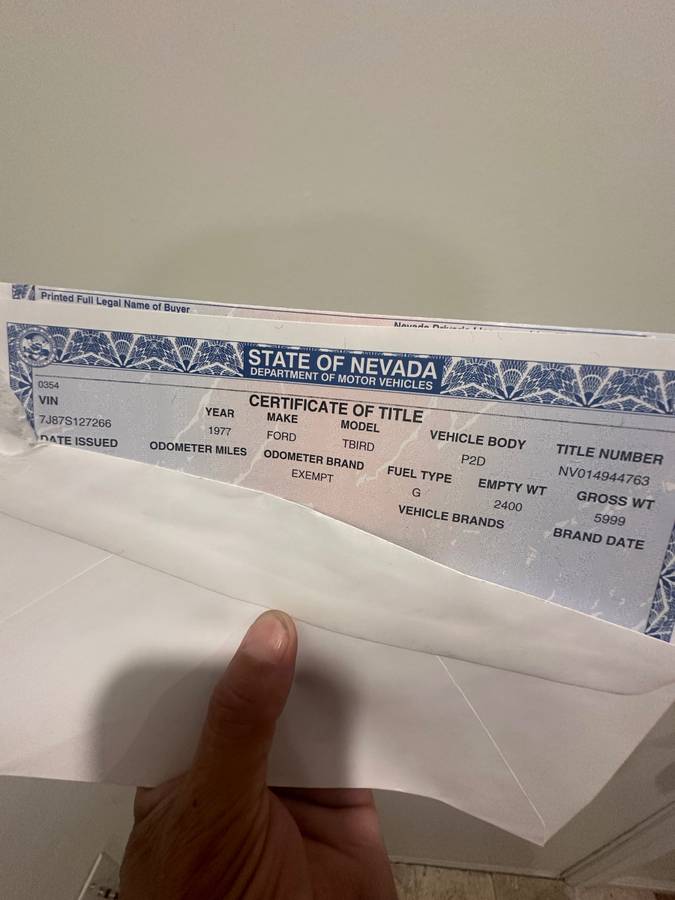 Printed Full Legal Name of Buyer
STATE OF NEVADA
DEPARTMENT OF MOTOR VEHICLES
CERTIFICATE OF TITLE
0354
VIN YEAR MAKE MODEL VEHICLE BODY TITLE NUMBER
7J87S127266 1977 FORD TBIRD P2D NV014944763
DATE ISSUED ODOMETER MILES ODOMETER BRAND FUEL TYPE EMPTY WT GROSS WT
EXEMPT G 2400 5999
VEHICLE BRANDS BRAND DATE